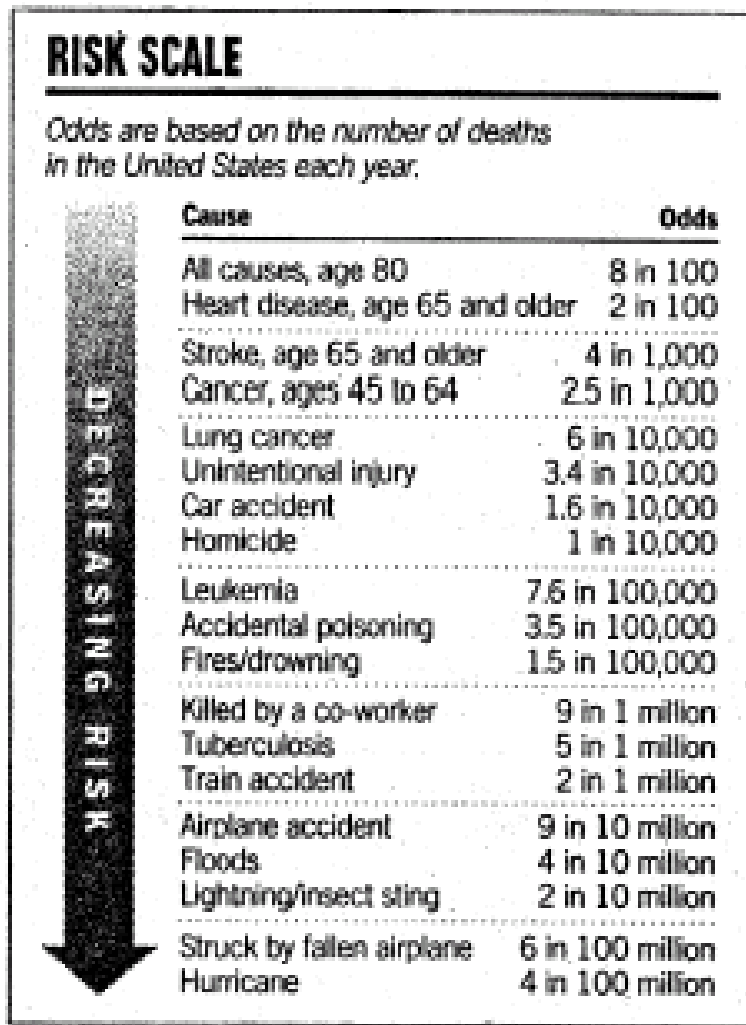 RISK SCALE
Odds are based on the number of deaths
in the United States each year.
Cause Odds
All causes, age 80 8 in 100
Heart disease, age 65 and older 2 in 100
Stroke, age 65 and older 4 in 1,000
Cancer, ages 45 to 64 2.5 in 1,000
Lung cancer 6 in 10,000
Unintentional injury 3.4 in 10,000
Car accident 1.6 in 10,000
Homicide 1 in 10,000
Leukemia 7.6 in 100,000
Accidental poisoning 3.5 in 100,000
Fires/drowning 1.5 in 100,000
Killed by a co-worker 9 in 1 million
Tuberculosis 5 in 1 million
Train accident 2 in 1 million
Airplane accident 9 in 10 million
Floods 4 in 10 million
Lightning/insect sting 2 in 10 million
Struck by fallen airplane 6 in 100 million
Hurricane 4 in 100 million
DECREASING RISK